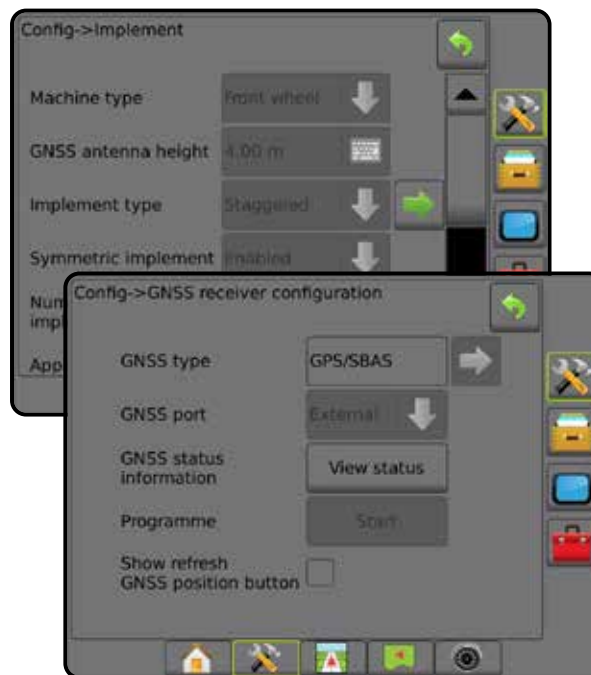 Config->Implement
Machine type
Front wheel
GNSS antenna height
4.00 m
Implement type
Staggered
Symmetric implement
Enabled
Config->GNSS receiver configuration
GNSS type
GPS/SBAS
GNSS port
External
GNSS status
information
View status
Programme
Start
Show refresh
GNSS position button